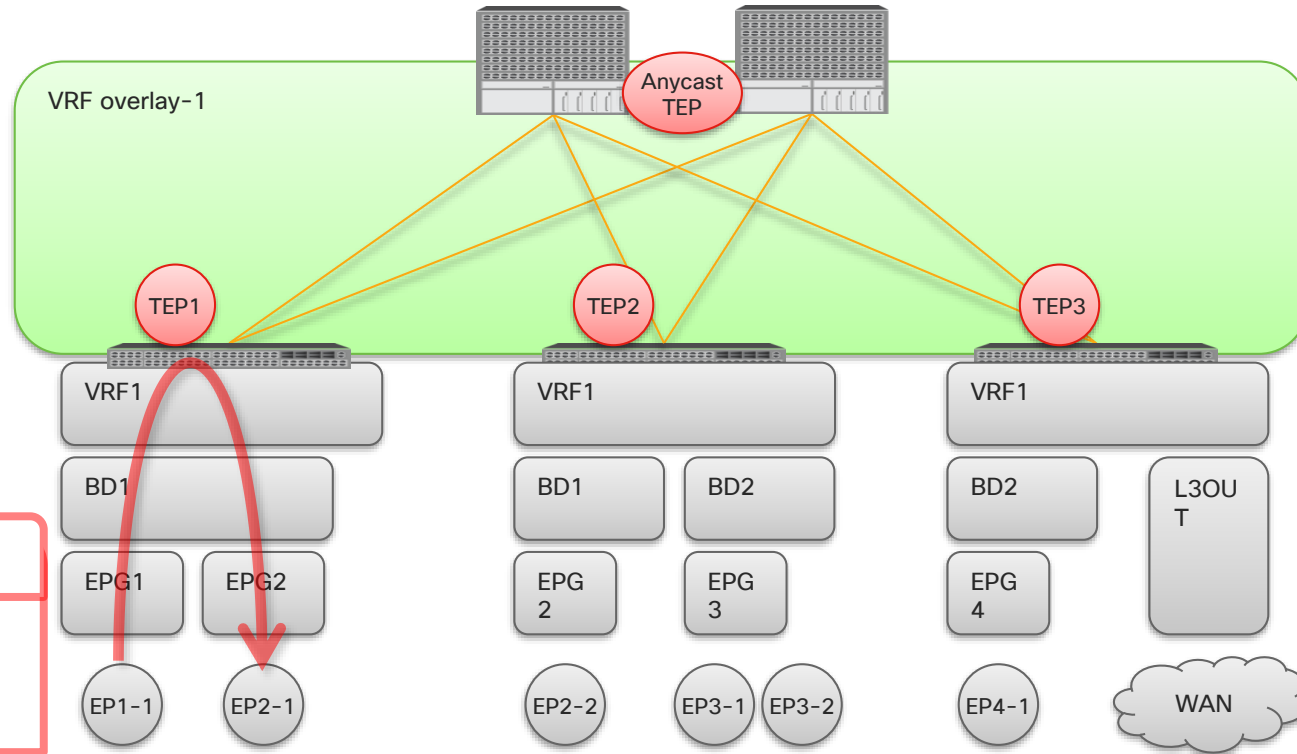 Anycast
TEP
VRF overlay-1
TEP1
TEP2
TEP3
VRF1
VRF1
VRF1
BD1
BD1
BD2
BD2
L3OU
T
EPG1
EPG2
EPG
2
EPG
3
EPG
4
EP1-1
EP2-1
EP2-2
EP3-1
EP3-2
EP4-1
WAN